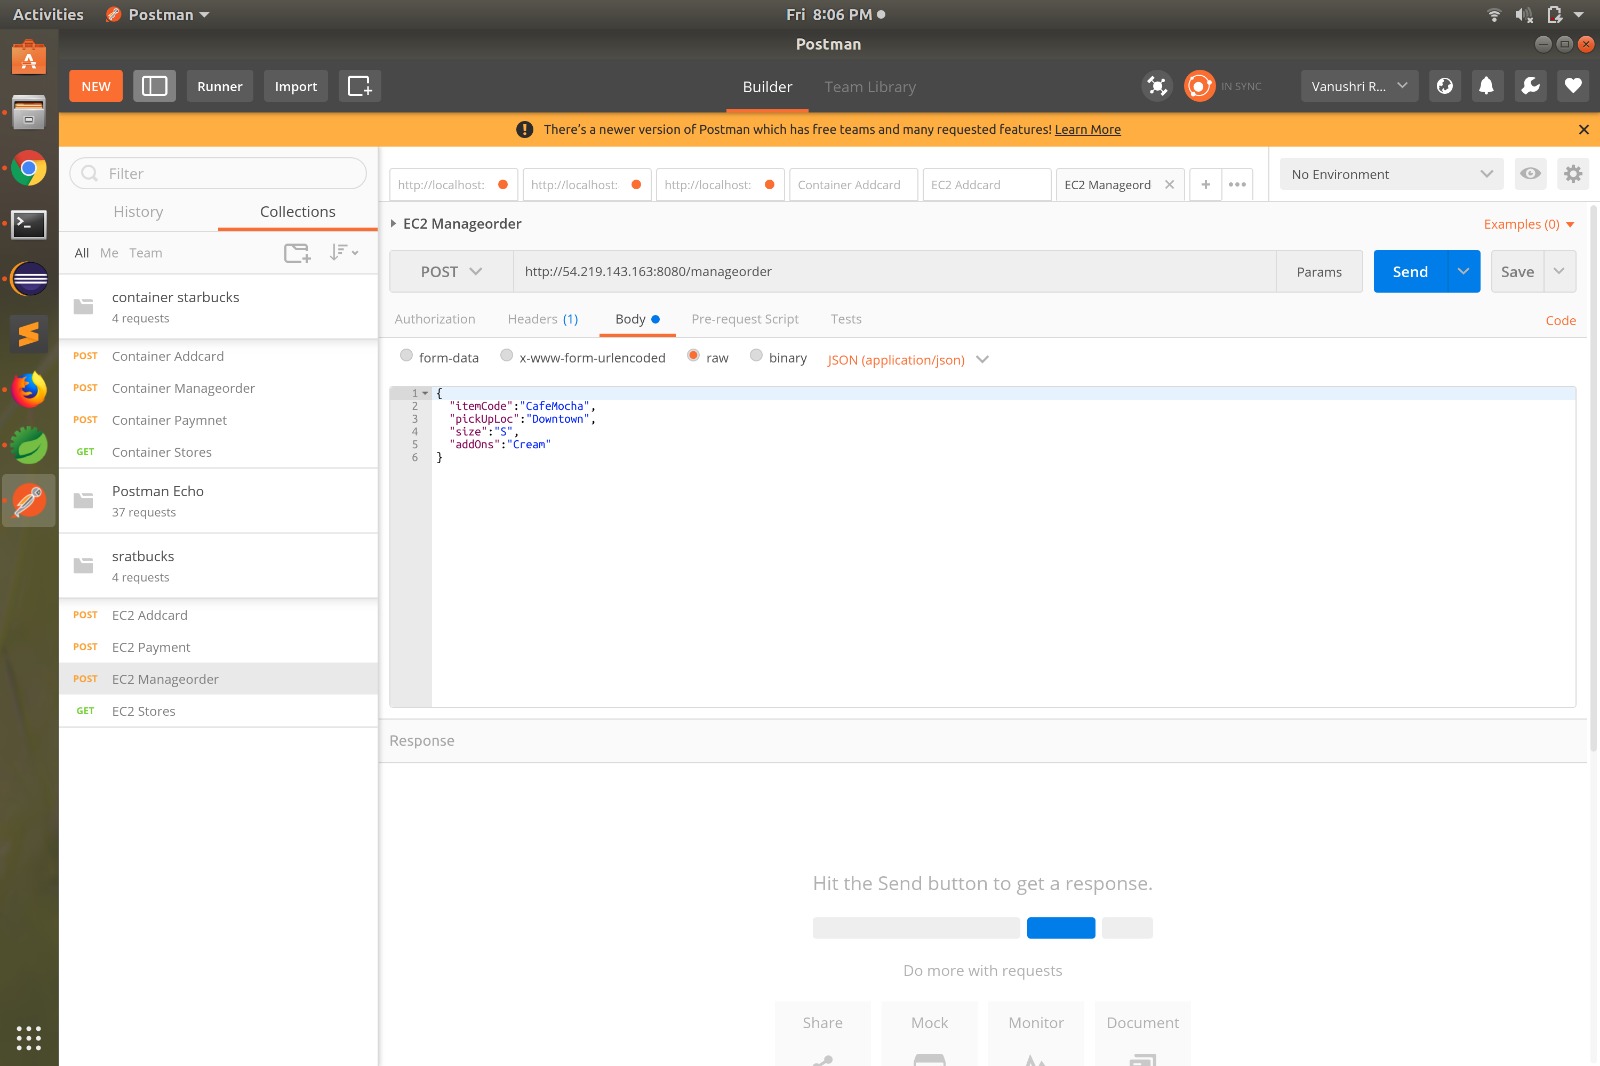 Activities Postman Fri 8:06 PM
Postman
NEW Runner Import Builder Team Library IN SYNC Vanushri R...
There's a newer version of Postman which has free teams and many requested features! Learn More
Filter
History Collections
All Me Team
container starbucks
4 requests
POST Container Addcard
POST Container Manageorder
POST Container Paymnet
GET Container Stores
Postman Echo
37 requests
sratbucks
4 requests
POST EC2 Addcard
POST EC2 Payment
POST EC2 Manageorder
GET EC2 Stores
http://localhost: http://localhost: http://localhost: Container Addcard EC2 Addcard EC2 Manageord + No Environment
EC2 Manageorder Examples (0)
POST http://54.219.143.163:8080/manageorder Params Send Save
Authorization Headers (1) Body Pre-request Script Tests Code
form-data x-www-form-urlencoded raw binary JSON (application/json)
1 {
2 "itemCode":"CafeMocha",
3 "pickUpLoc":"Downtown",
4 "size":"S",
5 "addOns":"Cream"
6 }
Response
Hit the Send button to get a response.
Do more with requests
Share Mock Monitor Document